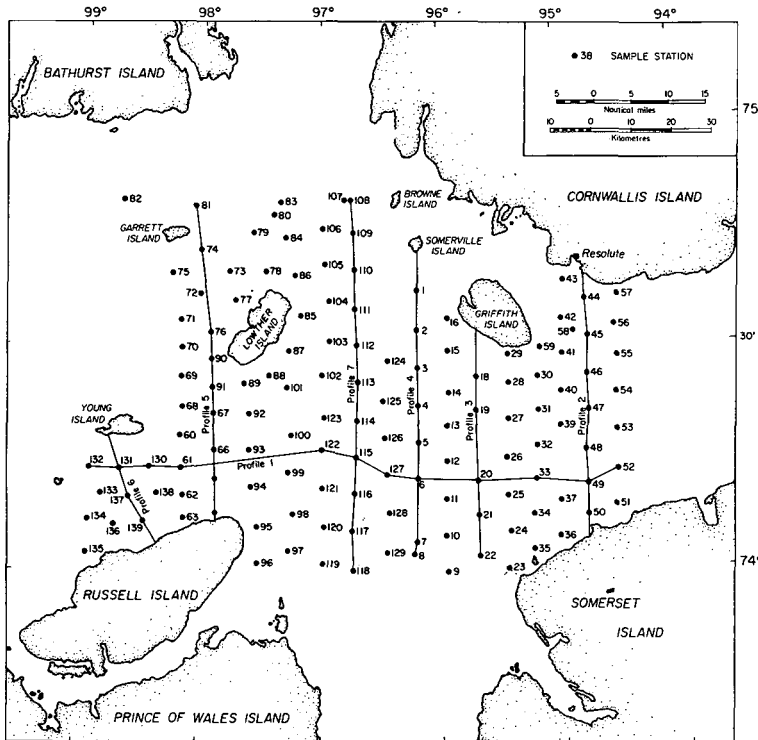 99° 98° 97° 96° 95° 94°
BATHURST ISLAND
• 38 SAMPLE STATION
5 0 5 10 15
Nautical miles
10 0 10 20 30
Kilometres
75°
CORNWALLIS ISLAND
BROWNE
ISLAND
82 81 83 107 108
80
GARRETT
ISLAND
79 84 106 109
SOMERVILLE
ISLAND
74
Resolute
75 73 78 86 105 110
43
72 77 104 111 1 44 57
LOWTHER
ISLAND
GRIFFITH
ISLAND
71 85 16 42 56
58
76 2 45
30'
70 90 87 103 112 15 29 59 41 55
124
69 88 102 3 18 30 46
91 89 101 113 28 40 54
14
Profile 5
Profile 7
Profile 4
Profile 3
Profile 2
68 67 92 125 4 19 31 47
YOUNG
ISLAND
123 114 13 27 39 53
60 100 126 5 32 48
66 93 122 115 12 26
132 131 130 61 Profile 1 127 6 20 33 49 52
99
133 137 138 62 94 121 116 11 25 37
Profile 6
134 136 139 63 98 128 21 34 50 51
95 120 117 10 24 36
135 97 129 7 8 22 35
96 119 118 9 23
74°
RUSSELL ISLAND
SOMERSET
ISLAND
PRINCE OF WALES ISLAND